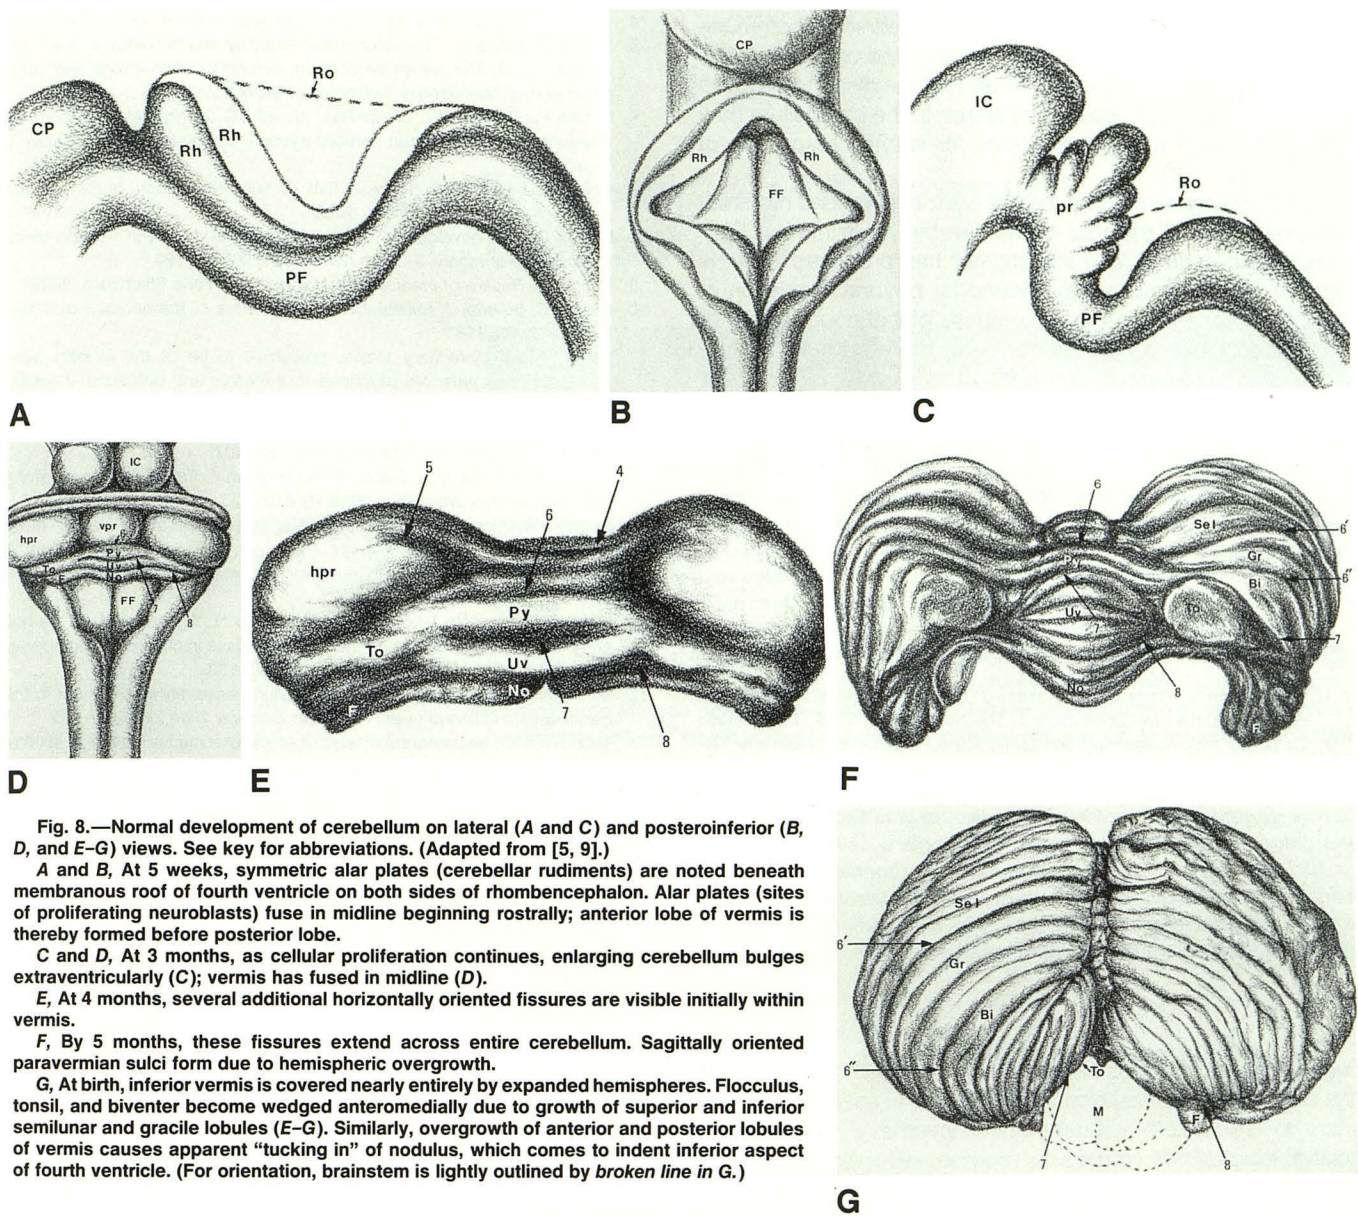 CP
Rh
Rh
Ro
PF
A
CP
Rh
Rh
FF
B
IC
pr
Ro
PF
C
IC
hpr
vpr
6
Py
Uv
To
No
F
FF
7
8
D
5
4
6
hpr
Py
To
Uv
No
F
7
8
E
6
Sel
6'
Gr
Bi
6"
Py
To
Uv
7
7
No
8
F
F
Sel
6'
Gr
Bi
6"
To
M
F
7
8
G
Fig. 8.—Normal development of cerebellum on lateral (A and C) and posteroinferior (B,
D, and E–G) views. See key for abbreviations. (Adapted from [5, 9].)
A and B, At 5 weeks, symmetric alar plates (cerebellar rudiments) are noted beneath
membranous roof of fourth ventricle on both sides of rhombencephalon. Alar plates (sites
of proliferating neuroblasts) fuse in midline beginning rostrally; anterior lobe of vermis is
thereby formed before posterior lobe.
C and D, At 3 months, as cellular proliferation continues, enlarging cerebellum bulges
extraventricularly (C); vermis has fused in midline (D).
E, At 4 months, several additional horizontally oriented fissures are visible initially within
vermis.
F, By 5 months, these fissures extend across entire cerebellum. Sagittally oriented
paravermian sulci form due to hemispheric overgrowth.
G, At birth, inferior vermis is covered nearly entirely by expanded hemispheres. Flocculus,
tonsil, and biventer become wedged anteromedially due to growth of superior and inferior
semilunar and gracile lobules (E–G). Similarly, overgrowth of anterior and posterior lobules
of vermis causes apparent “tucking in” of nodulus, which comes to indent inferior aspect
of fourth ventricle. (For orientation, brainstem is lightly outlined by broken line in G.)